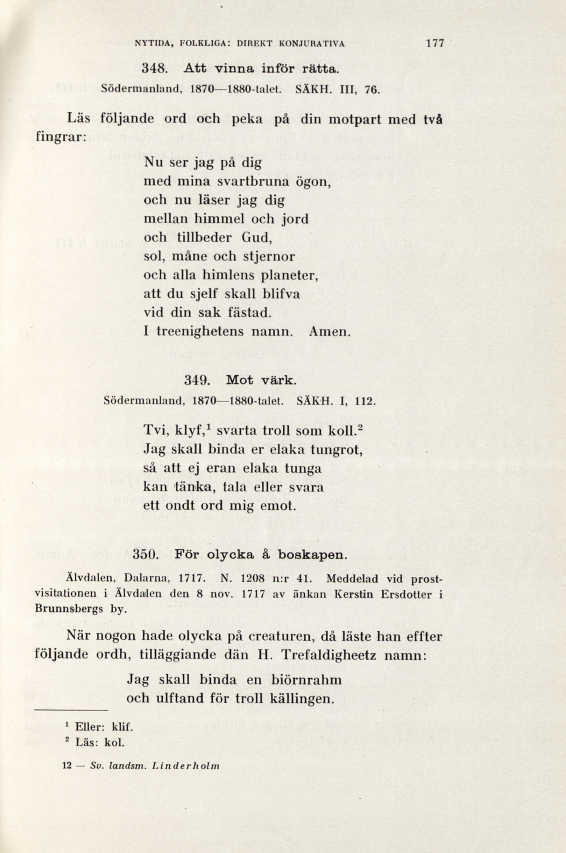 NYTIDA, FOLKLIGA: DIREKT KONJURATIVA 177
348. Att vinna inför rätta.
Södermanland, 1870—1880-talet. SÄKH. III, 76.
Läs följande ord och peka på din motpart med två
fingrar:
Nu ser jag på dig
med mina svartbruna ögon,
och nu läser jag dig
mellan himmel och jord
och tillbeder Gud,
sol, måne och stjernor
och alla himlens planeter,
att du sjelf skall blifva
vid din sak fästad.
I treenighetens namn. Amen.
349. Mot värk.
Södermanland, 1870—1880-talet. SÄKH. I, 112.
Tvi, klyf,¹ svarta troll som koll.²
Jag skall binda er elaka tungrot,
så att ej eran elaka tunga
kan tänka, tala eller svara
ett ondt ord mig emot.
350. För olycka å boskapen.
Älvdalen, Dalarna, 1717. N. 1208 n:r 41. Meddelad vid prost-
visitationen i Älvdalen den 8 nov. 1717 av änkan Kerstin Ersdotter i
Brunnsbergs by.
När nogon hade olycka på creaturen, då läste han effter
följande ordh, tilläggiande dän H. Trefaldigheetz namn:
Jag skall binda en biörnrahm
och ulftand för troll källingen.
¹ Eller: klif.
² Läs: kol.
12 — Sv. landsm. Linderholm